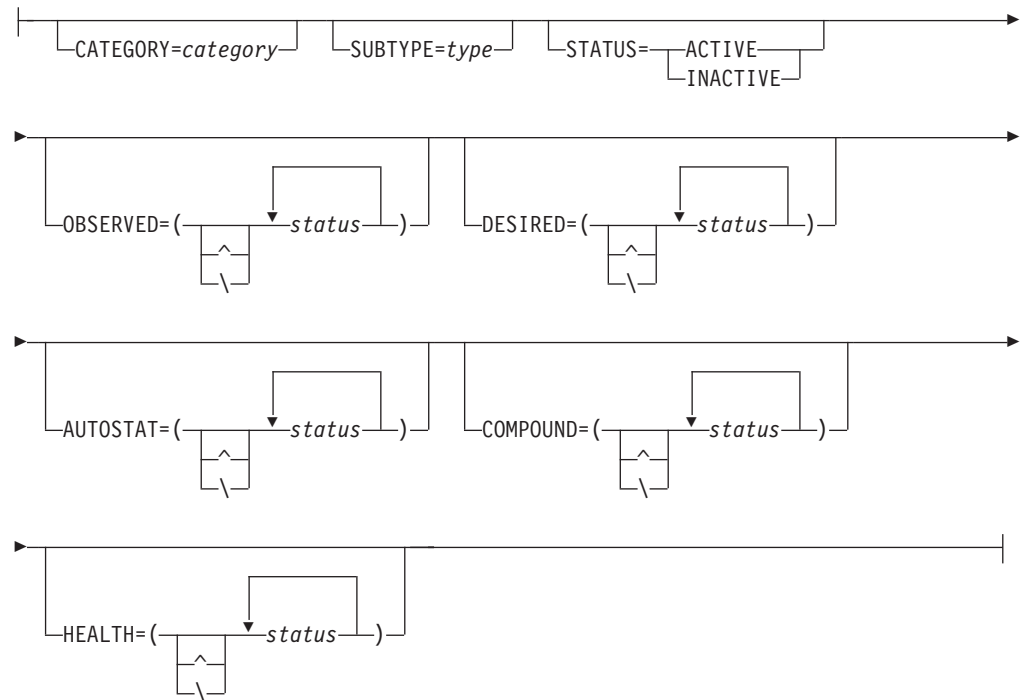 CATEGORY=category SUBTYPE=type STATUS= ACTIVE
INACTIVE
OBSERVED=( status ) DESIRED=( status )
^ ^
\ \
AUTOSTAT=( status ) COMPOUND=( status )
^ ^
\ \
HEALTH=( status )
^
\